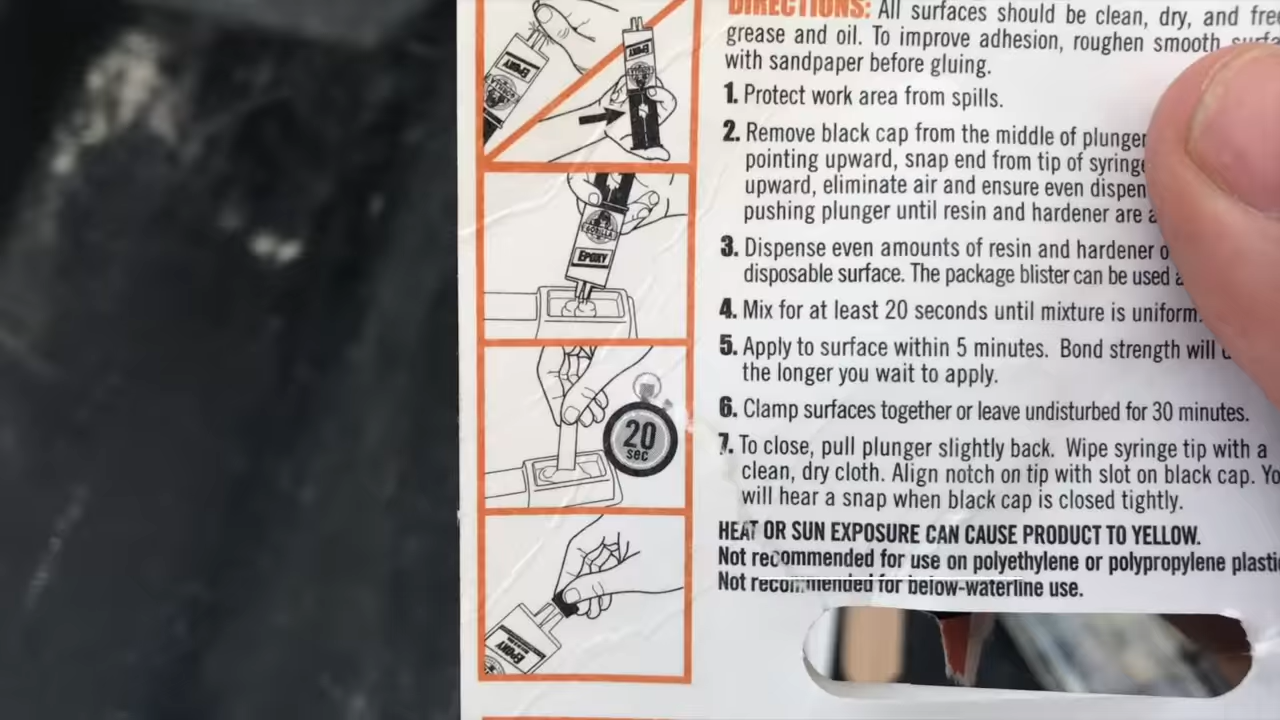 DIRECTIONS: All surfaces should be clean, dry, and free
grease and oil. To improve adhesion, roughen smooth
with sandpaper before gluing.
1. Protect work area from spills.
2. Remove black cap from the middle of plunger
pointing upward, snap end from tip of syringe
upward, eliminate air and ensure even dispen
pushing plunger until resin and hardener are
3. Dispense even amounts of resin and hardener
disposable surface. The package blister can be used
4. Mix for at least 20 seconds until mixture is uniform.
5. Apply to surface within 5 minutes. Bond strength will
the longer you wait to apply.
6. Clamp surfaces together or leave undisturbed for 30 minutes.
7. To close, pull plunger slightly back. Wipe syringe tip with a
clean, dry cloth. Align notch on tip with slot on black cap. Yo
will hear a snap when black cap is closed tightly.
HEAT OR SUN EXPOSURE CAN CAUSE PRODUCT TO YELLOW.
Not recommended for use on polyethylene or polypropylene plasti
Not recommended for below-waterline use.
EPOXY
EPOXY
GORILLA
EPOXY
20
sec
EPOXY